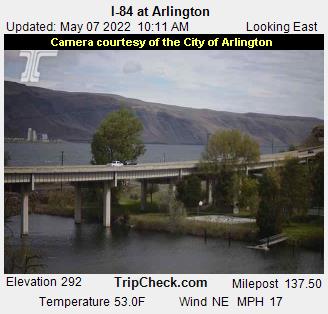 I-84 at Arlington
Updated: May 07 2022 10:11 AM Looking East
Camera courtesy of the City of Arlington
Elevation 292 TripCheck.com Milepost 137.50
Temperature 53.0F Wind NE MPH 17